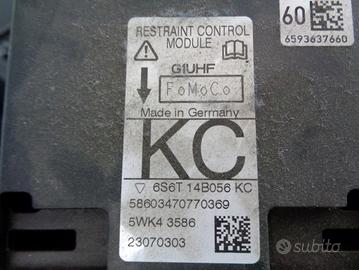 RESTRAINT CONTROL
MODULE
G1UHF
FoMoCo
Made in Germany
KC
6S6T 14B056 KC
58603470770369
5WK4 3586
23070303
60
6593637660
subito